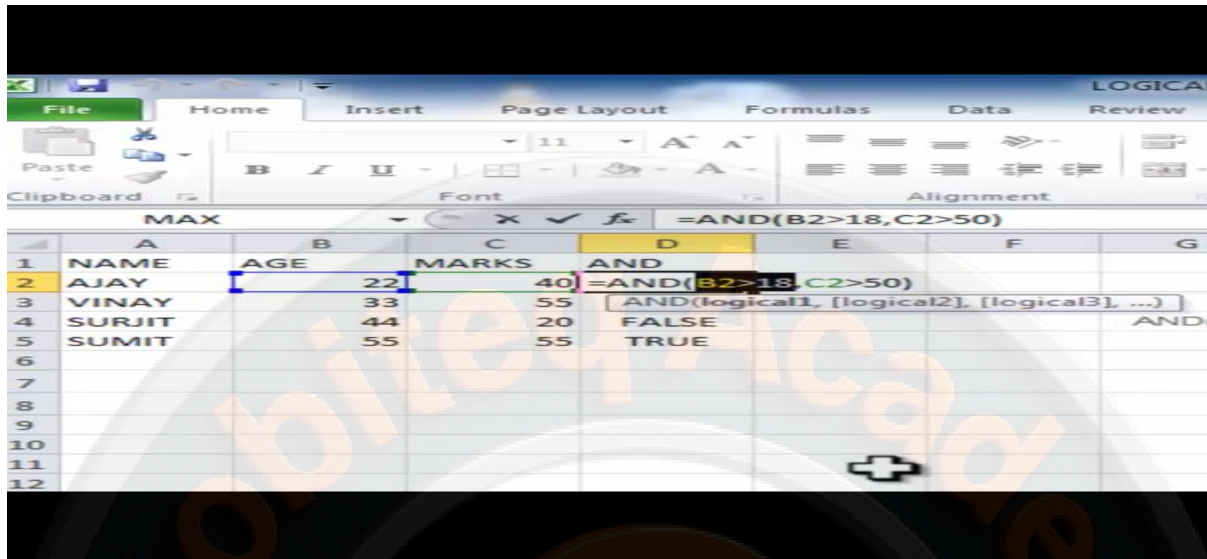 LOGICA
File Home Insert Page Layout Formulas Data Review
Paste B I U 11 A A A
Clipboard Font Alignment
MAX fx =AND(B2>18,C2>50)
A B C D E F G
1 NAME AGE MARKS AND
2 AJAY 22 40 =AND(B2>18,C2>50)
3 VINAY 33 55 AND(logical1, [logical2], [logical3], ...)
4 SURJIT 44 20 FALSE AND(
5 SUMIT 55 55 TRUE
6
7
8
9
10
11
12
obiteq Acade